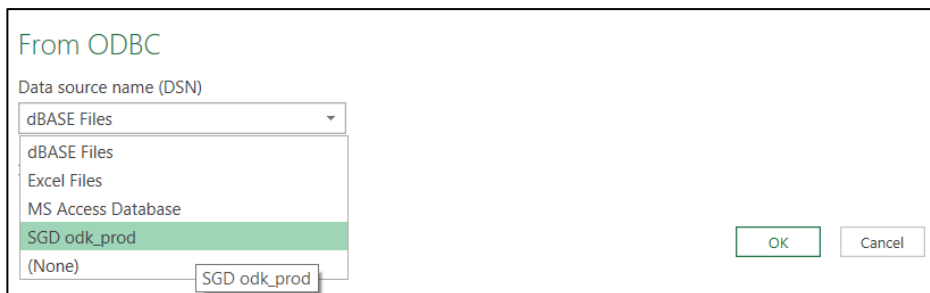 From ODBC
Data source name (DSN)
dBASE Files
dBASE Files
Excel Files
MS Access Database
SGD odk_prod
(None)
SGD odk_prod
OK
Cancel